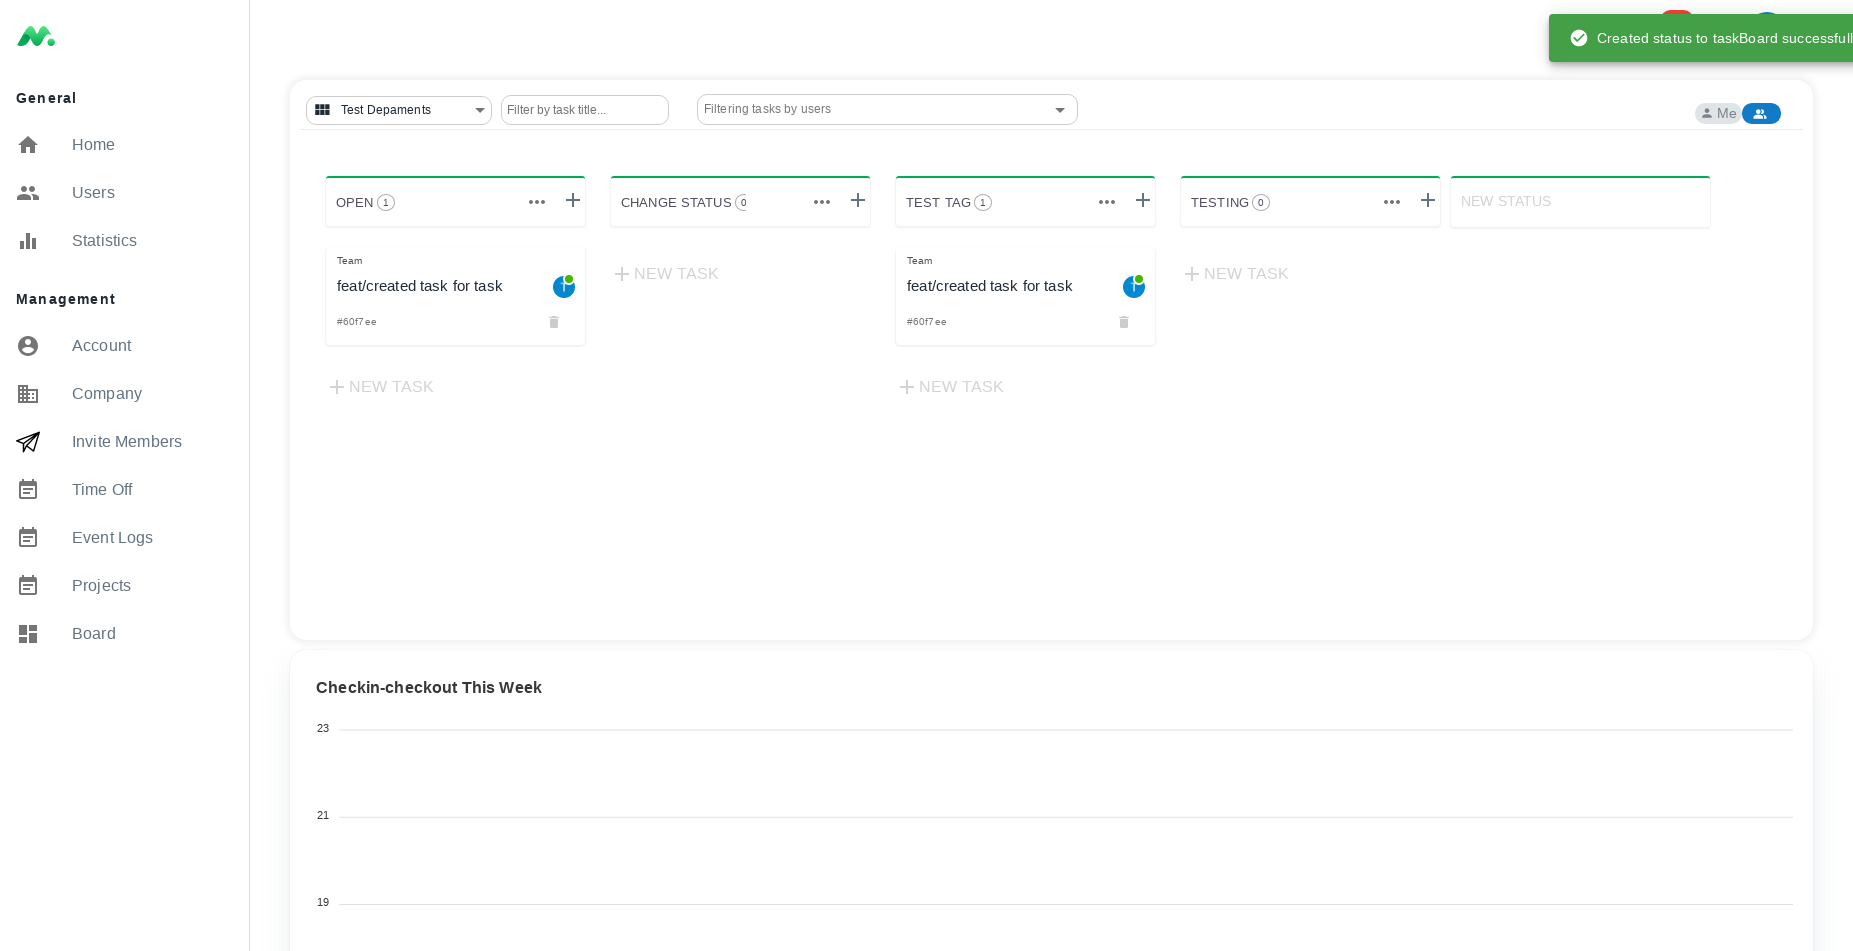 Created status to taskBoard successfull
General
Home
Users
Statistics
Management
Account
Company
Invite Members
Time Off
Event Logs
Projects
Board
Test Depaments
Filter by task title...
Filtering tasks by users
Me
OPEN 1
CHANGE STATUS 0
TEST TAG 1
TESTING 0
NEW STATUS
Team
feat/created task for task
T
#60f7ee
NEW TASK
NEW TASK
Team
feat/created task for task
T
#60f7ee
NEW TASK
NEW TASK
Checkin-checkout This Week
23
21
19